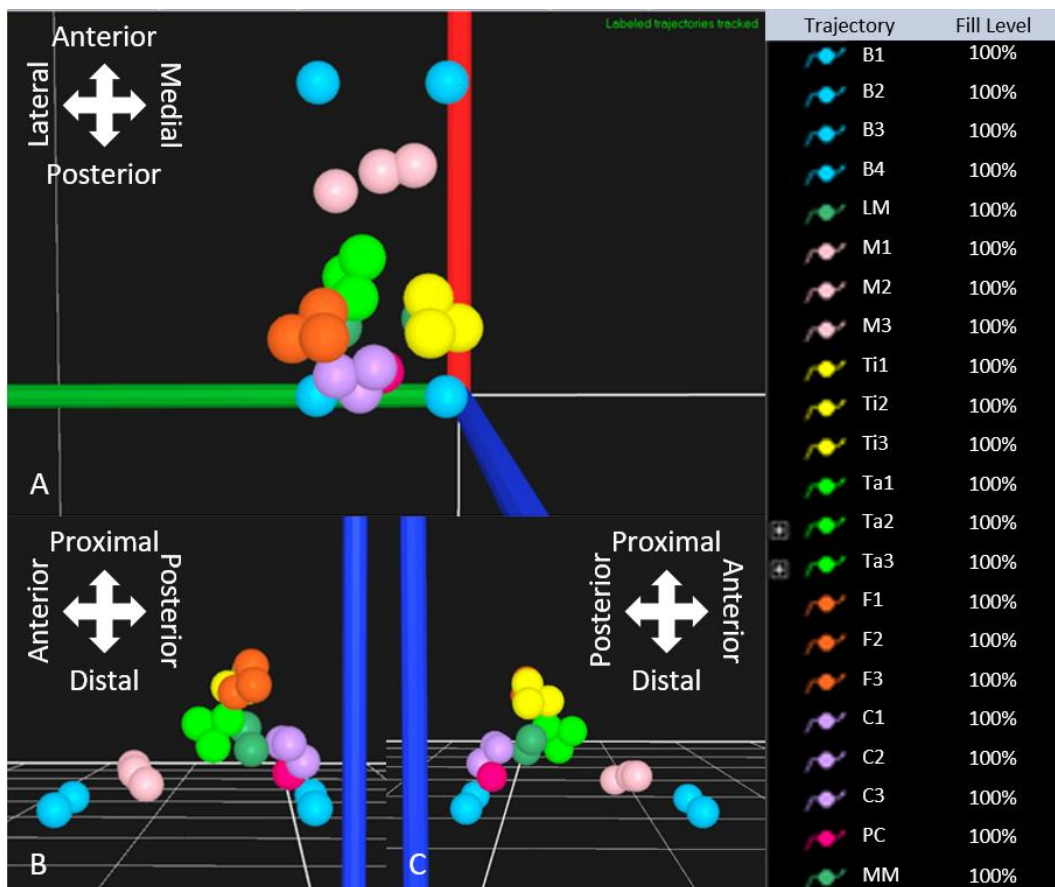 Anterior
Lateral
Medial
Posterior
Labeled trajectories tracked
A
Proximal
Anterior
Posterior
Distal
B
Proximal
Posterior
Anterior
Distal
C
Trajectory Fill Level
B1 100%
B2 100%
B3 100%
B4 100%
LM 100%
M1 100%
M2 100%
M3 100%
Ti1 100%
Ti2 100%
Ti3 100%
Ta1 100%
Ta2 100%
Ta3 100%
F1 100%
F2 100%
F3 100%
C1 100%
C2 100%
C3 100%
PC 100%
MM 100%